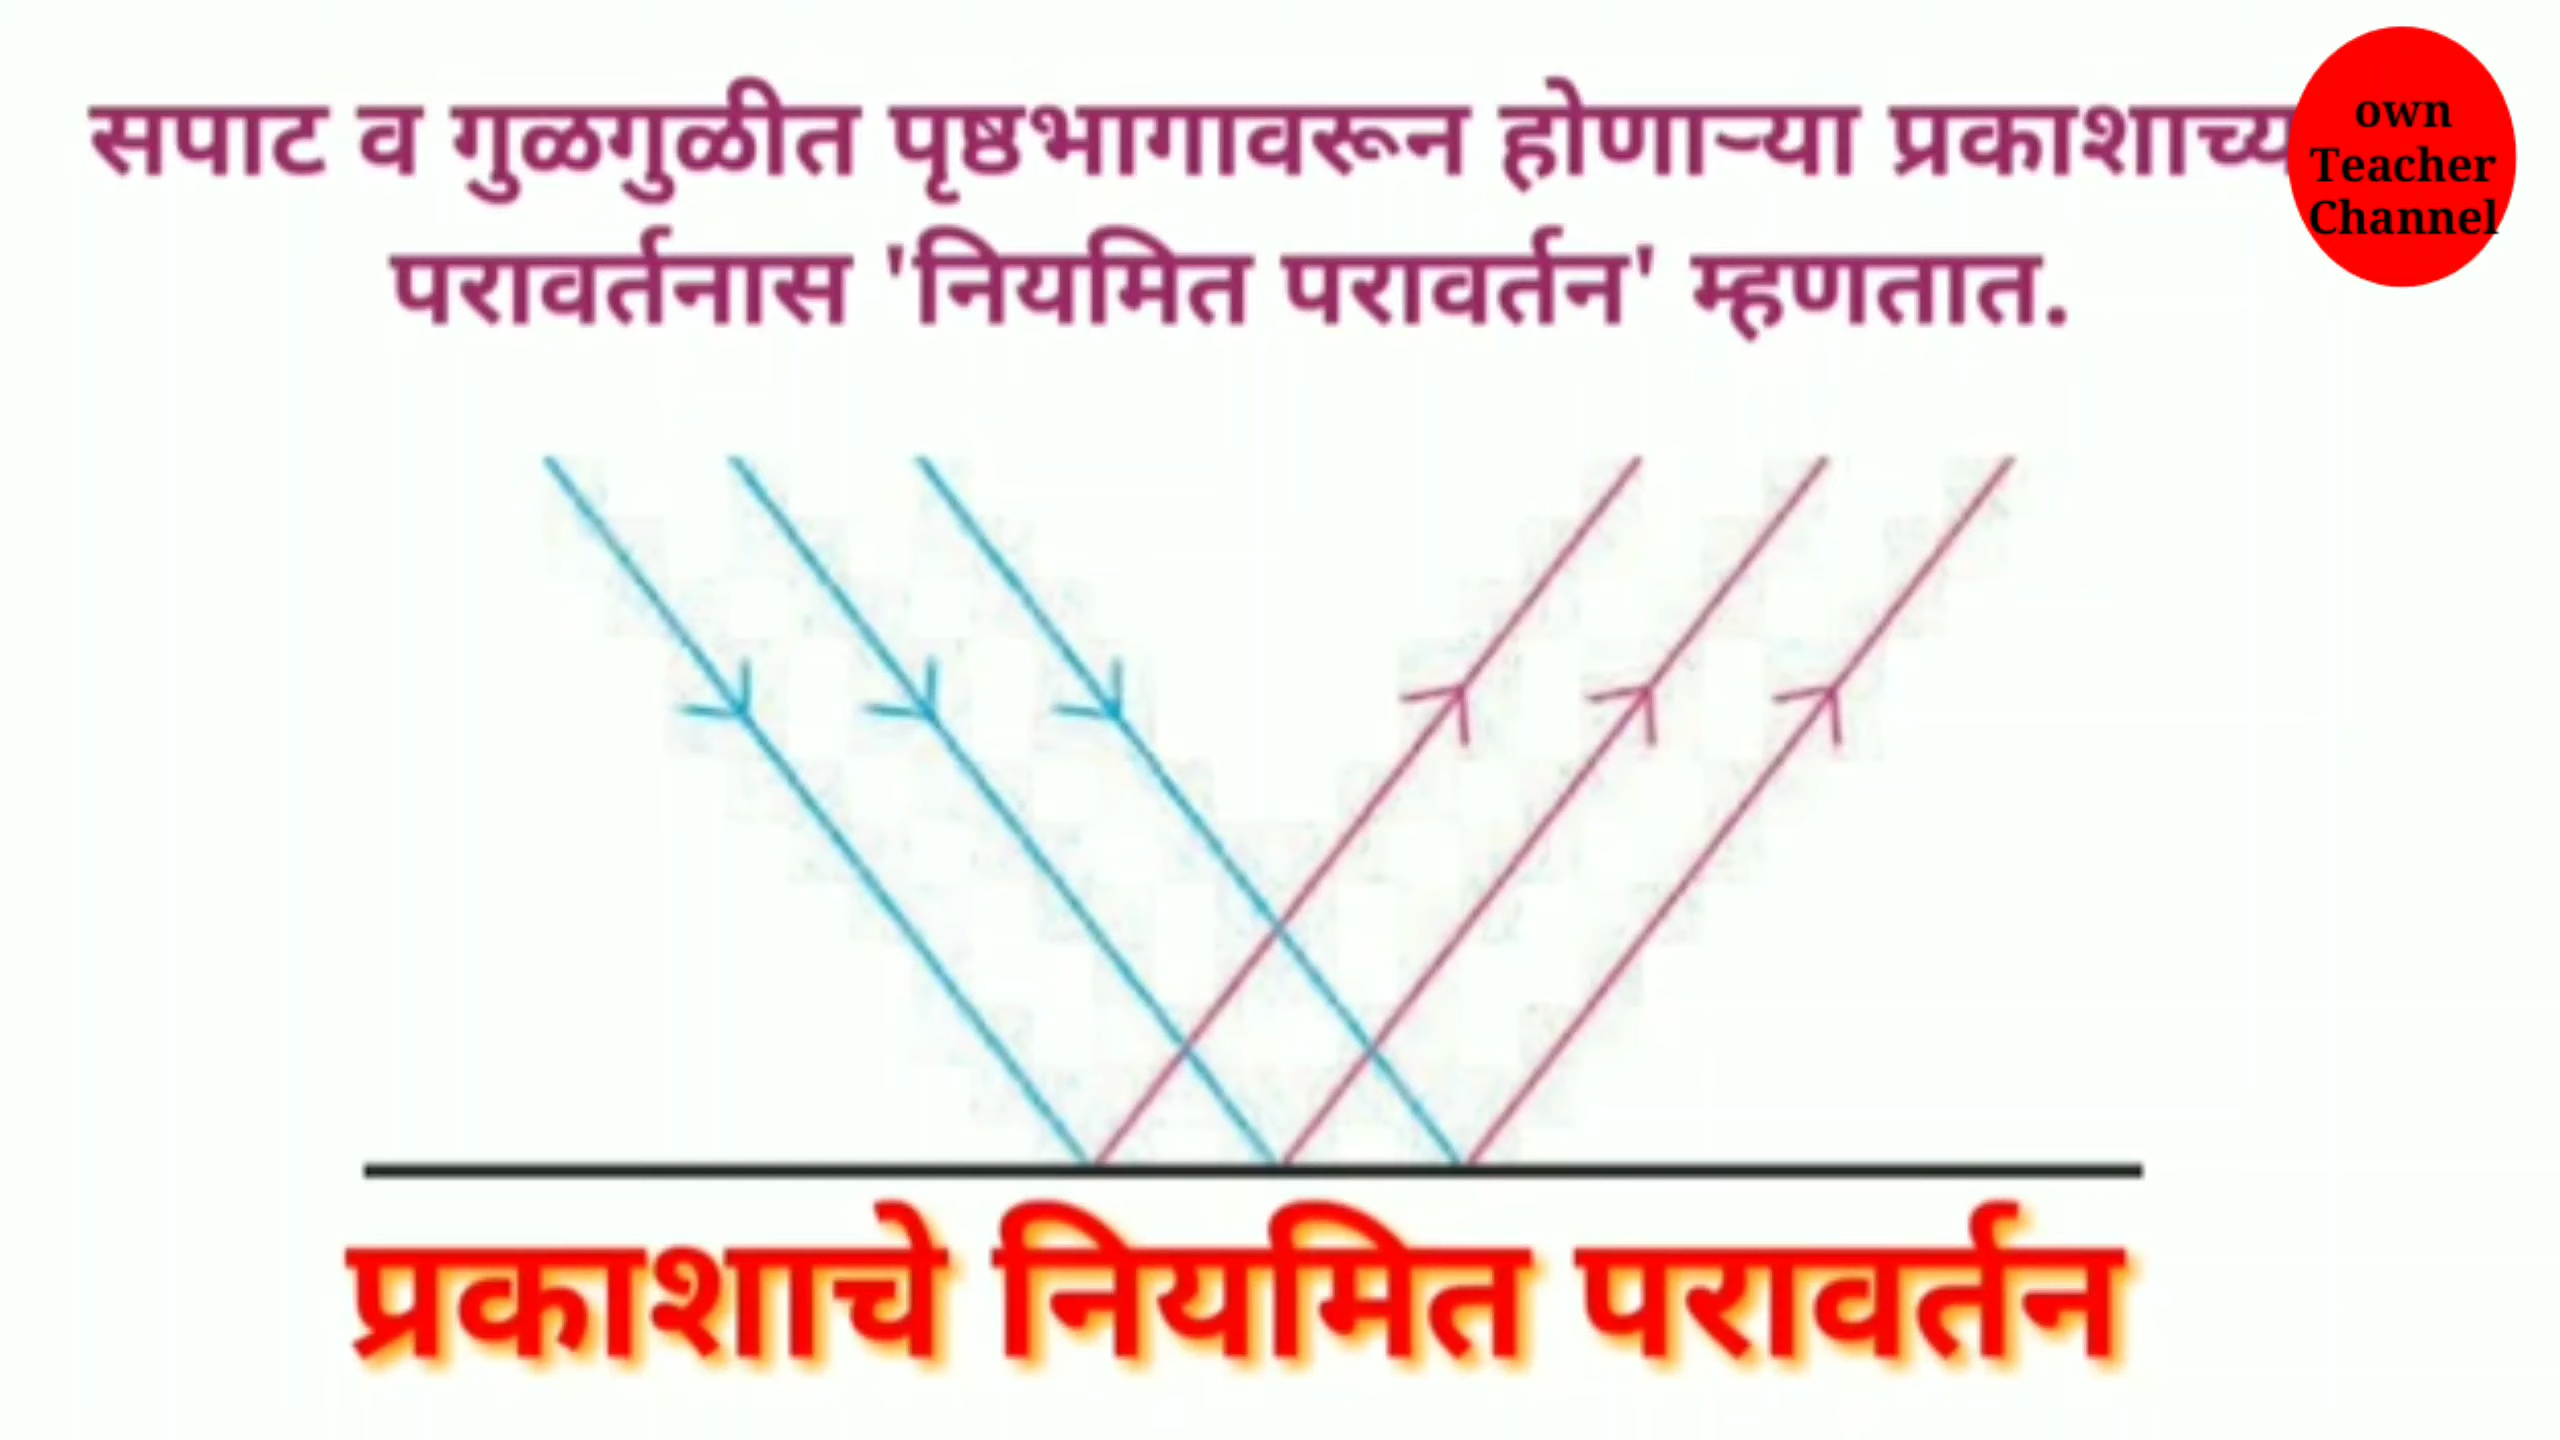 सपाट व गुळगुळीत पृष्ठभागावरून होणाऱ्या प्रकाशाच्य
परावर्तनास 'नियमित परावर्तन' म्हणतात.
own
Teacher
Channel
प्रकाशाचे नियमित परावर्तन